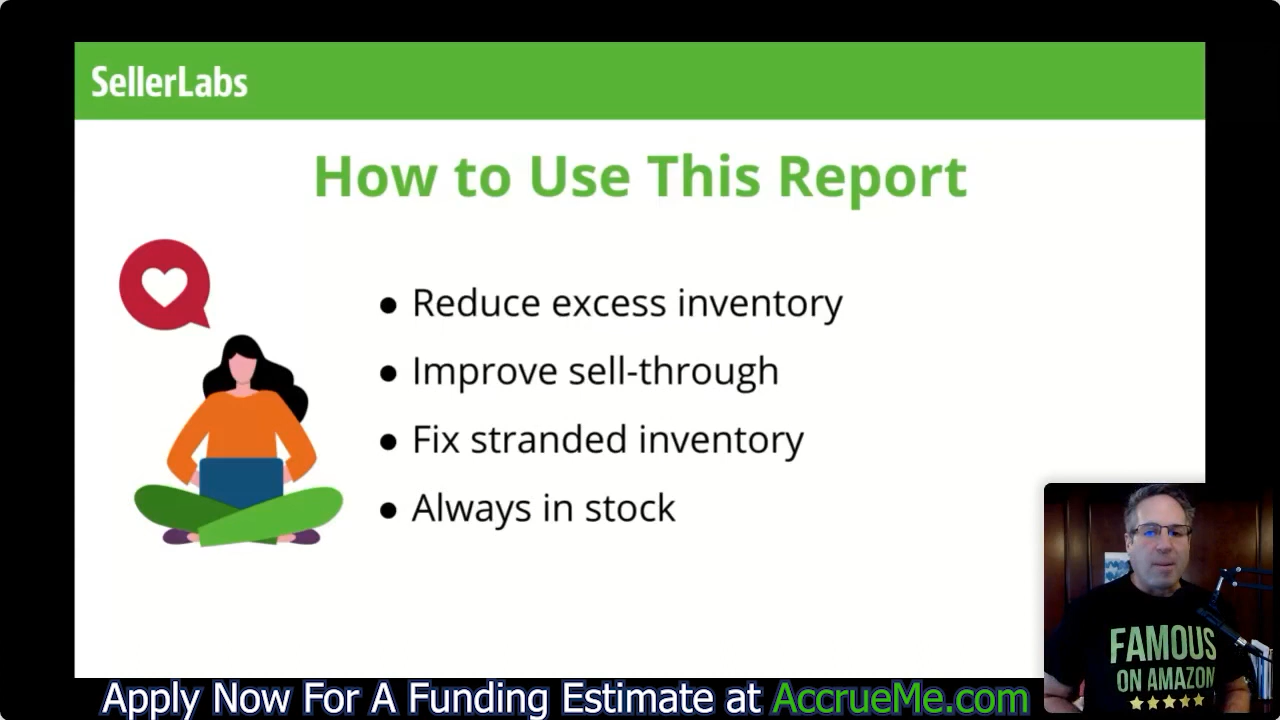 SellerLabs
How to Use This Report
● Reduce excess inventory
● Improve sell-through
● Fix stranded inventory
● Always in stock
FAMOUS
ON AMAZON
Apply Now For A Funding Estimate at AccrueMe.com